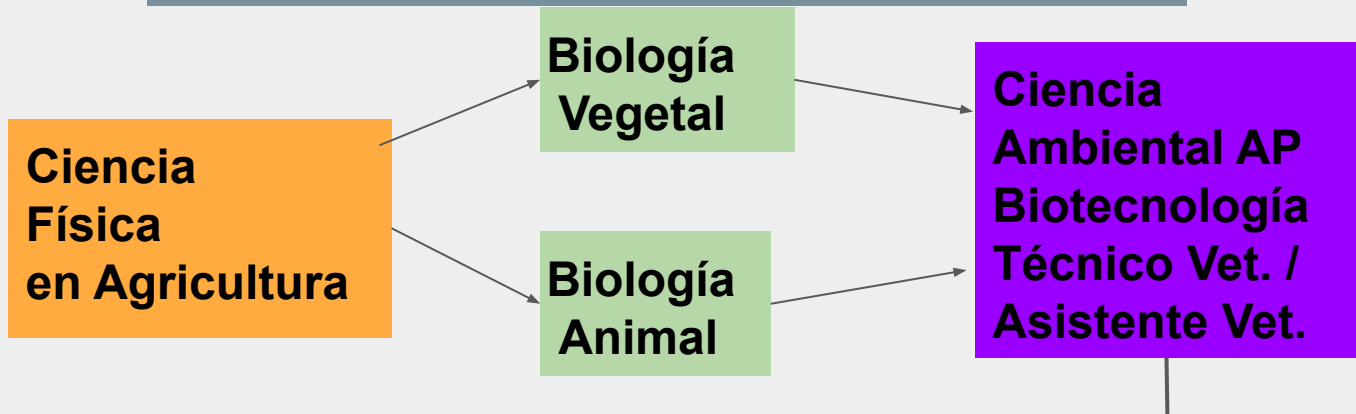 Ciencia
Física
en Agricultura
Biología
Vegetal
Biología
Animal
Ciencia
Ambiental AP
Biotecnología
Técnico Vet. /
Asistente Vet.